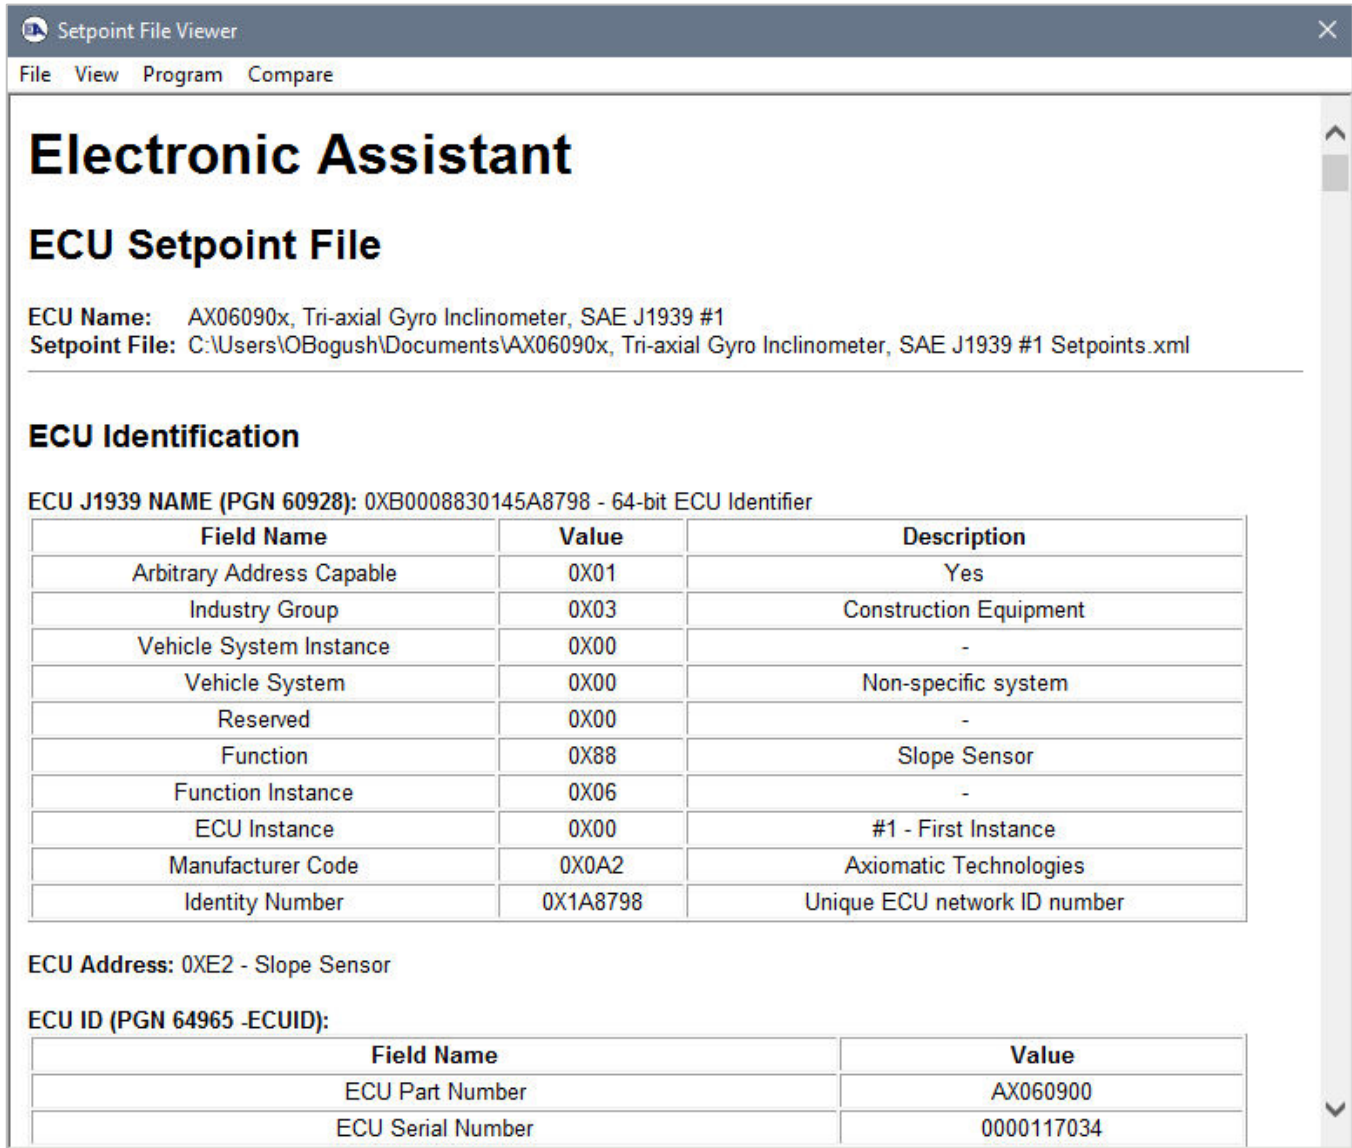 Setpoint File Viewer
File View Program Compare
Electronic Assistant
ECU Setpoint File
ECU Name: AX06090x, Tri-axial Gyro Inclinometer, SAE J1939 #1
Setpoint File: C:\Users\OBogush\Documents\AX06090x, Tri-axial Gyro Inclinometer, SAE J1939 #1 Setpoints.xml
ECU Identification
ECU J1939 NAME (PGN 60928): 0XB0008830145A8798 - 64-bit ECU Identifier
Field Name Value Description
Arbitrary Address Capable 0X01 Yes
Industry Group 0X03 Construction Equipment
Vehicle System Instance 0X00 -
Vehicle System 0X00 Non-specific system
Reserved 0X00 -
Function 0X88 Slope Sensor
Function Instance 0X06 -
ECU Instance 0X00 #1 - First Instance
Manufacturer Code 0X0A2 Axiomatic Technologies
Identity Number 0X1A8798 Unique ECU network ID number
ECU Address: 0XE2 - Slope Sensor
ECU ID (PGN 64965 -ECUID):
Field Name Value
ECU Part Number AX060900
ECU Serial Number 0000117034